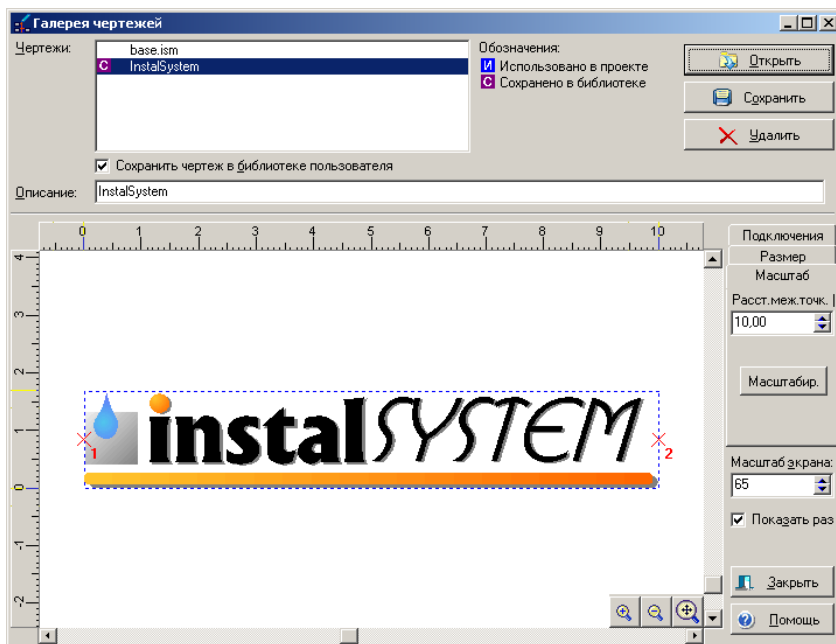 Галерея чертежей
Чертежи:
base.ism
С InstalSystem
Обозначения:
И Использовано в проекте
С Сохранено в библиотеке
Открыть
Сохранить
Удалить
Сохранить чертеж в библиотеке пользователя
Описание:
InstalSystem
0 1 2 3 4 5 6 7 8 9 10
4
3
2
1
0
-1
-2
instalSYSTEM
1
2
Подключения
Размер
Масштаб
Расст.меж.точк.
10,00
Масштабир.
Масштаб экрана:
65
Показать раз
Закрыть
Помощь